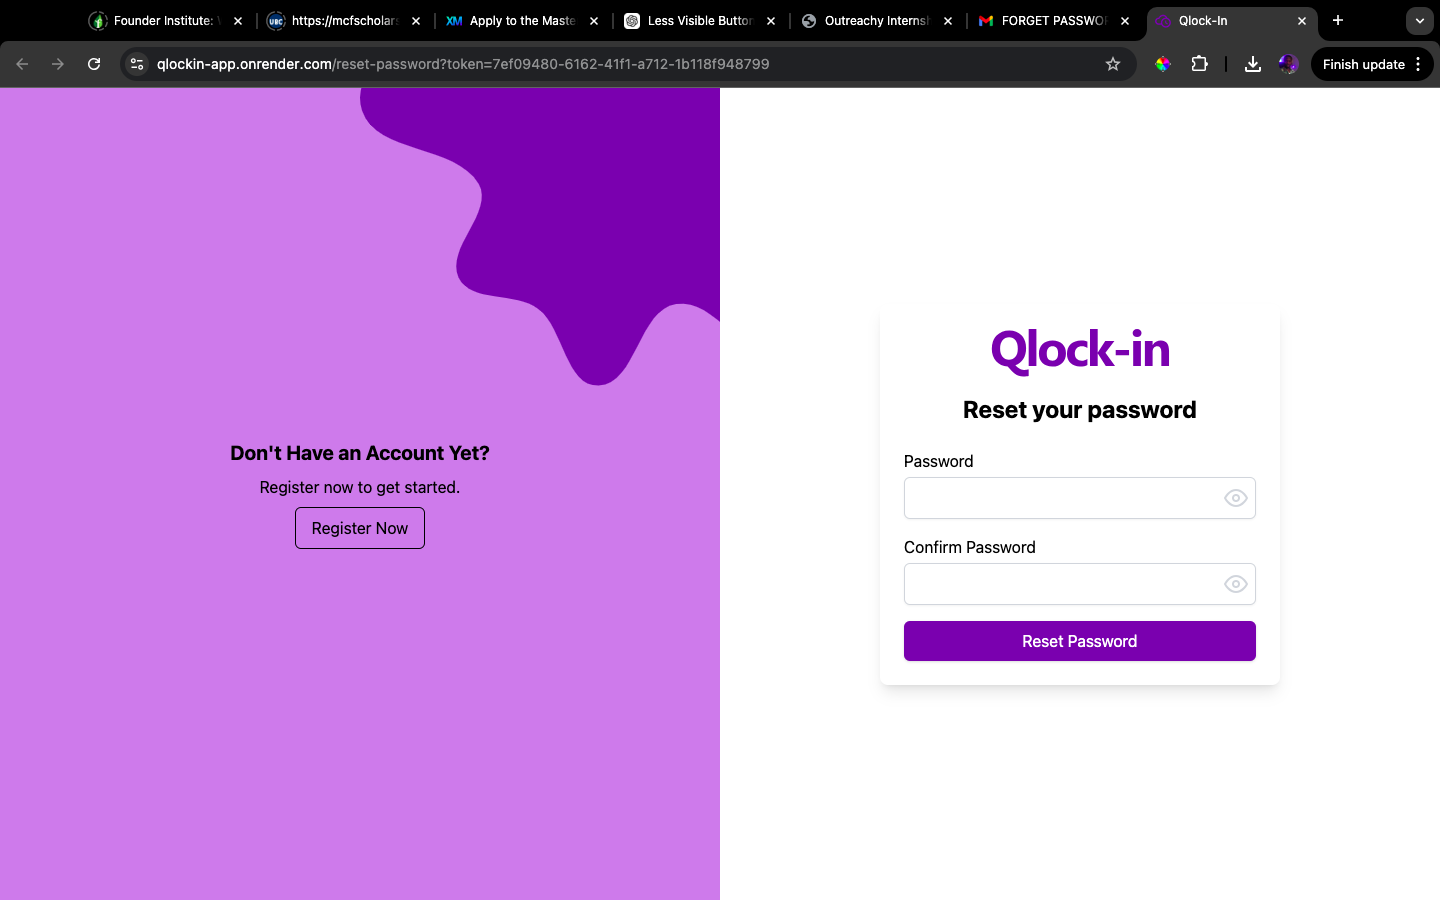 Founder Institute:
https://mcfscholars
Apply to the Maste
Less Visible Button
Outreachy Internsh
FORGET PASSWOR
Qlock-In
qlockin-app.onrender.com/reset-password?token=7ef09480-6162-41f1-a712-1b118f948799
Finish update
Don't Have an Account Yet?
Register now to get started.
Register Now
Qlock-in
Reset your password
Password
Confirm Password
Reset Password